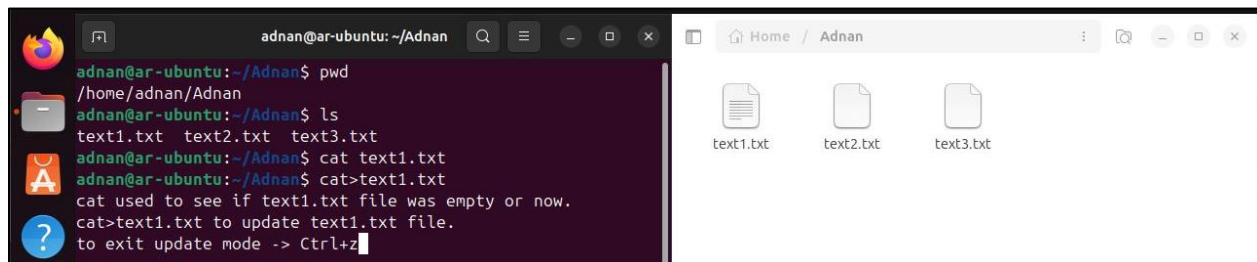 adnan@ar-ubuntu: ~/Adnan
Home / Adnan
adnan@ar-ubuntu:~/Adnan$ pwd
/home/adnan/Adnan
adnan@ar-ubuntu:~/Adnan$ ls
text1.txt text2.txt text3.txt
adnan@ar-ubuntu:~/Adnan$ cat text1.txt
adnan@ar-ubuntu:~/Adnan$ cat>text1.txt
cat used to see if text1.txt file was empty or now.
cat>text1.txt to update text1.txt file.
to exit update mode -> Ctrl+z
text1.txt text2.txt text3.txt